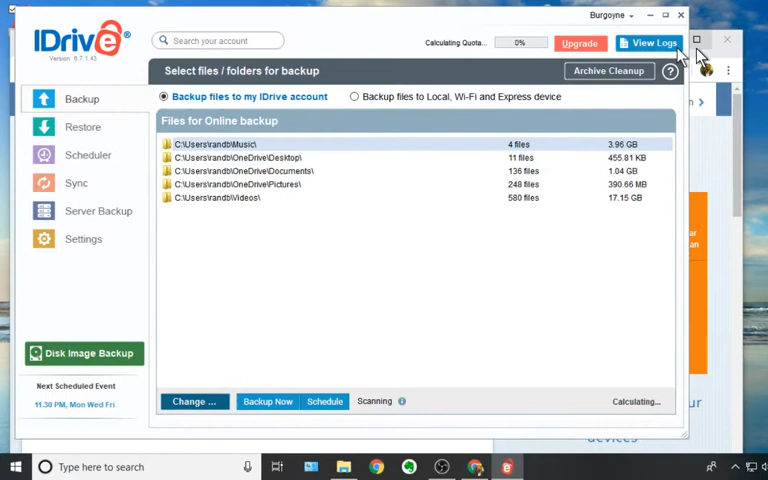 Burgoyne
IDrive®
Version 6.7.1.43
Search your account
Calculating Quota...
0%
Upgrade
View Logs
Select files / folders for backup
Archive Cleanup
?
Backup
Backup files to my IDrive account
Backup files to Local, Wi-Fi and Express device
Restore
Files for Online backup
C:\Users\randb\Music\ 4 files 3.96 GB
Scheduler
C:\Users\randb\OneDrive\Desktop\ 11 files 455.81 KB
C:\Users\randb\OneDrive\Documents\ 136 files 1.04 GB
Sync
C:\Users\randb\OneDrive\Pictures\ 248 files 390.66 MB
C:\Users\randb\Videos\ 580 files 17.15 GB
Server Backup
Settings
Disk Image Backup
Next Scheduled Event
11.30 PM, Mon Wed Fri
Change ...
Backup Now
Schedule
Scanning
Calculating...
ur
devices
Type here to search